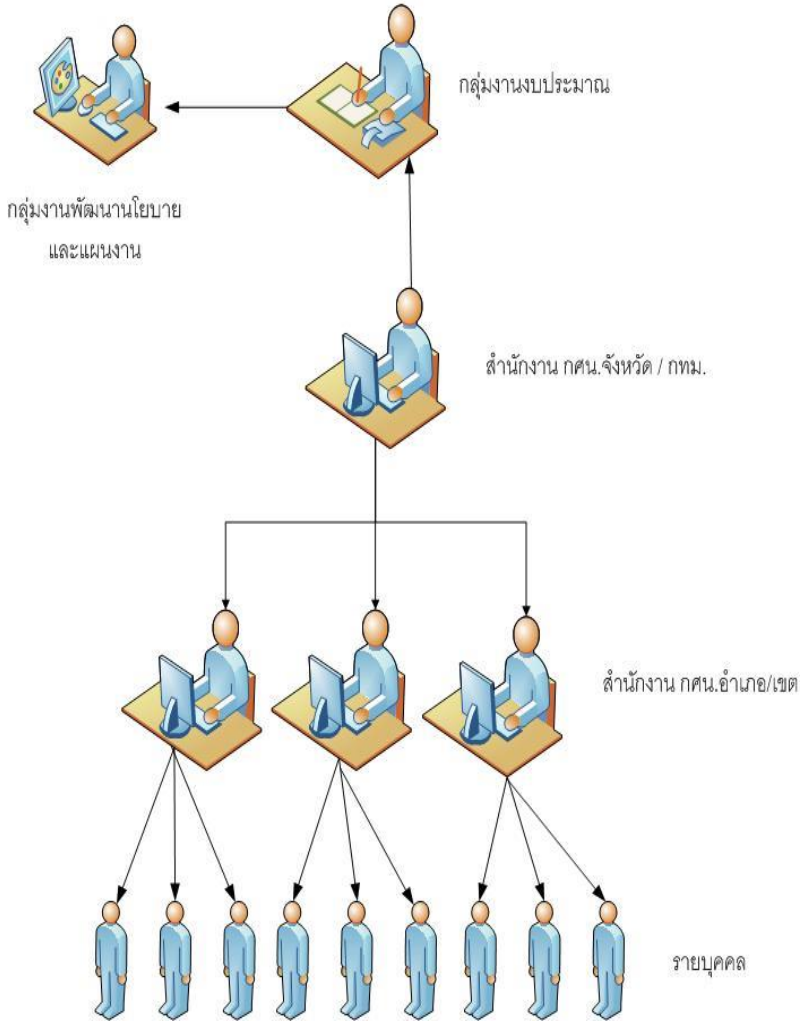 กลุ่มงานงบประมาณ
กลุ่มงานพัฒนานโยบาย
และแผนงาน
สำนักงาน กศน.จังหวัด / กทม.
สำนักงาน กศน.อำเภอ/เขต
รายบุคคล